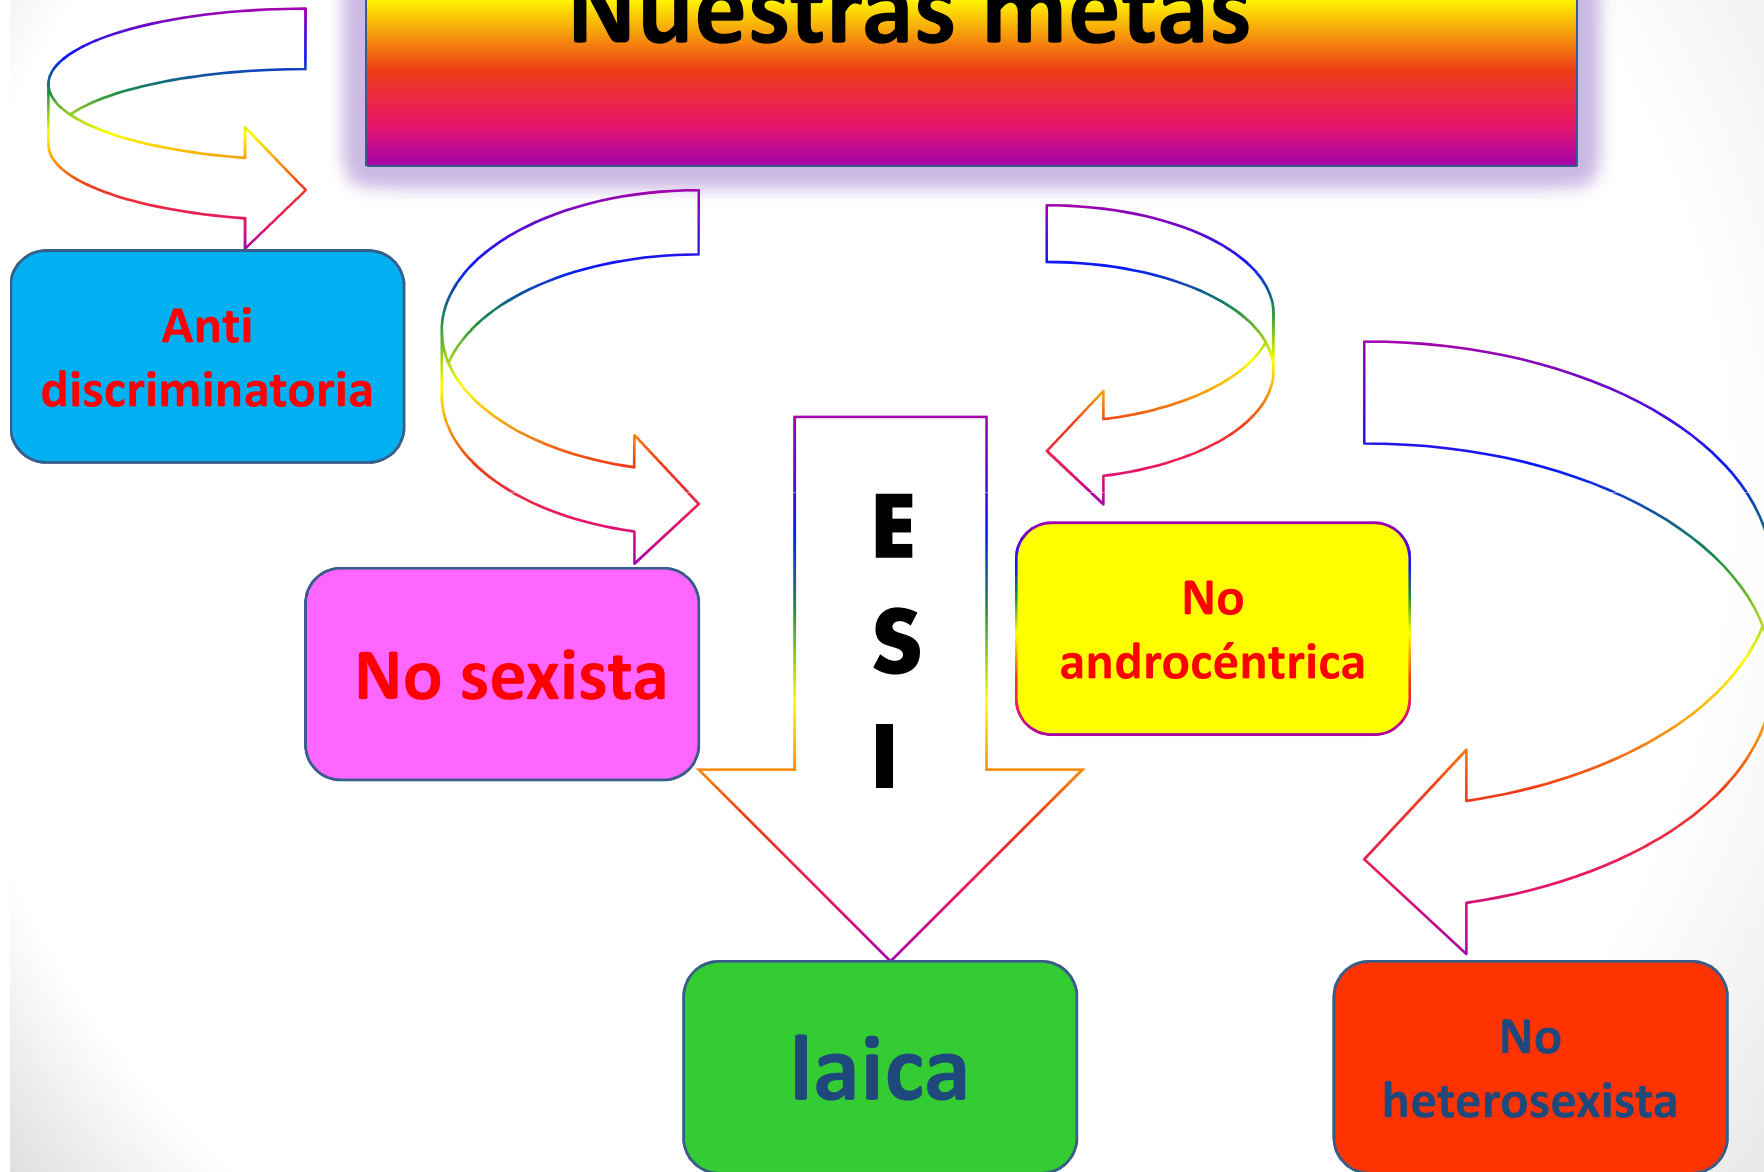 Nuestras metas
Anti
discriminatoria
No sexista
E
S
I
No
androcéntrica
laica
No
heterosexista